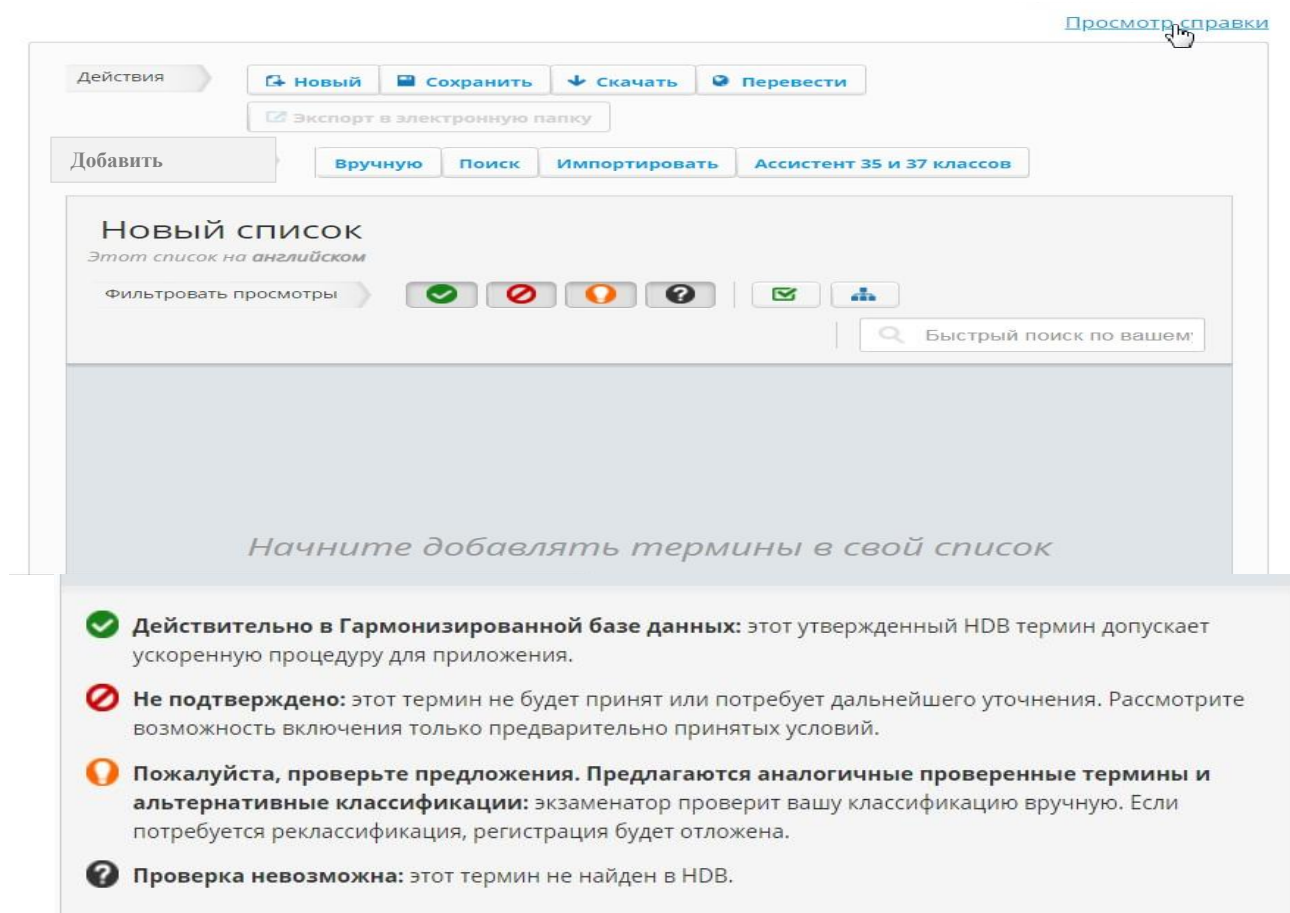 Просмотр справки
Действия
Новый Сохранить Скачать Перевести
Экспорт в электронную папку
Добавить
Вручную Поиск Импортировать Ассистент 35 и 37 классов
Новый список
Этот список на английском
Фильтровать просмотры
Быстрый поиск по вашем
Начните добавлять термины в свой список
Действительно в Гармонизированной базе данных: этот утвержденный HDB термин допускает
ускоренную процедуру для приложения.
Не подтверждено: этот термин не будет принят или потребует дальнейшего уточнения. Рассмотрите
возможность включения только предварительно принятых условий.
Пожалуйста, проверьте предложения. Предлагаются аналогичные проверенные термины и
альтернативные классификации: экзаменатор проверит вашу классификацию вручную. Если
потребуется реклассификация, регистрация будет отложена.
Проверка невозможна: этот термин не найден в HDB.